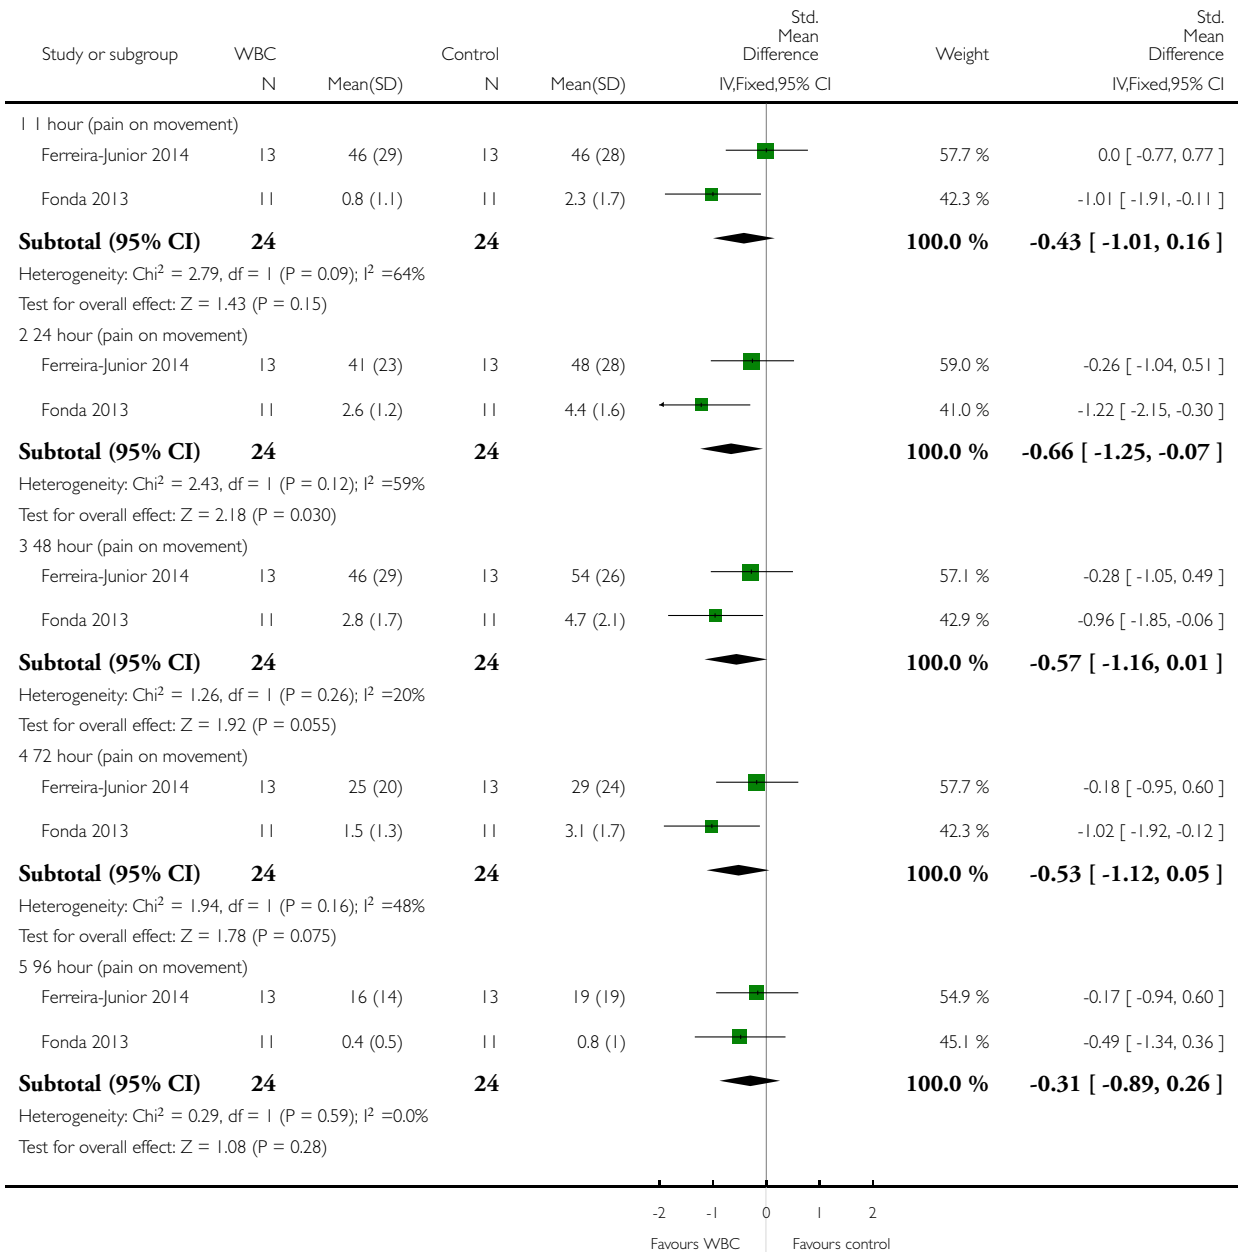 Std. Mean Difference Std. Mean Difference
Study or subgroup WBC Control Weight
N Mean(SD) N Mean(SD) IV,Fixed,95% CI IV,Fixed,95% CI
1 1 hour (pain on movement)
Ferreira-Junior 2014 13 46 (29) 13 46 (28) 57.7 % 0.0 [ -0.77, 0.77 ]
Fonda 2013 11 0.8 (1.1) 11 2.3 (1.7) 42.3 % -1.01 [ -1.91, -0.11 ]
Subtotal (95% CI) 24 24 100.0 % -0.43 [ -1.01, 0.16 ]
Heterogeneity: Chi² = 2.79, df = 1 (P = 0.09); I² =64%
Test for overall effect: Z = 1.43 (P = 0.15)
2 24 hour (pain on movement)
Ferreira-Junior 2014 13 41 (23) 13 48 (28) 59.0 % -0.26 [ -1.04, 0.51 ]
Fonda 2013 11 2.6 (1.2) 11 4.4 (1.6) 41.0 % -1.22 [ -2.15, -0.30 ]
Subtotal (95% CI) 24 24 100.0 % -0.66 [ -1.25, -0.07 ]
Heterogeneity: Chi² = 2.43, df = 1 (P = 0.12); I² =59%
Test for overall effect: Z = 2.18 (P = 0.030)
3 48 hour (pain on movement)
Ferreira-Junior 2014 13 46 (29) 13 54 (26) 57.1 % -0.28 [ -1.05, 0.49 ]
Fonda 2013 11 2.8 (1.7) 11 4.7 (2.1) 42.9 % -0.96 [ -1.85, -0.06 ]
Subtotal (95% CI) 24 24 100.0 % -0.57 [ -1.16, 0.01 ]
Heterogeneity: Chi² = 1.26, df = 1 (P = 0.26); I² =20%
Test for overall effect: Z = 1.92 (P = 0.055)
4 72 hour (pain on movement)
Ferreira-Junior 2014 13 25 (20) 13 29 (24) 57.7 % -0.18 [ -0.95, 0.60 ]
Fonda 2013 11 1.5 (1.3) 11 3.1 (1.7) 42.3 % -1.02 [ -1.92, -0.12 ]
Subtotal (95% CI) 24 24 100.0 % -0.53 [ -1.12, 0.05 ]
Heterogeneity: Chi² = 1.94, df = 1 (P = 0.16); I² =48%
Test for overall effect: Z = 1.78 (P = 0.075)
5 96 hour (pain on movement)
Ferreira-Junior 2014 13 16 (14) 13 19 (19) 54.9 % -0.17 [ -0.94, 0.60 ]
Fonda 2013 11 0.4 (0.5) 11 0.8 (1) 45.1 % -0.49 [ -1.34, 0.36 ]
Subtotal (95% CI) 24 24 100.0 % -0.31 [ -0.89, 0.26 ]
Heterogeneity: Chi² = 0.29, df = 1 (P = 0.59); I² =0.0%
Test for overall effect: Z = 1.08 (P = 0.28)
-2 -1 0 1 2
Favours WBC Favours control